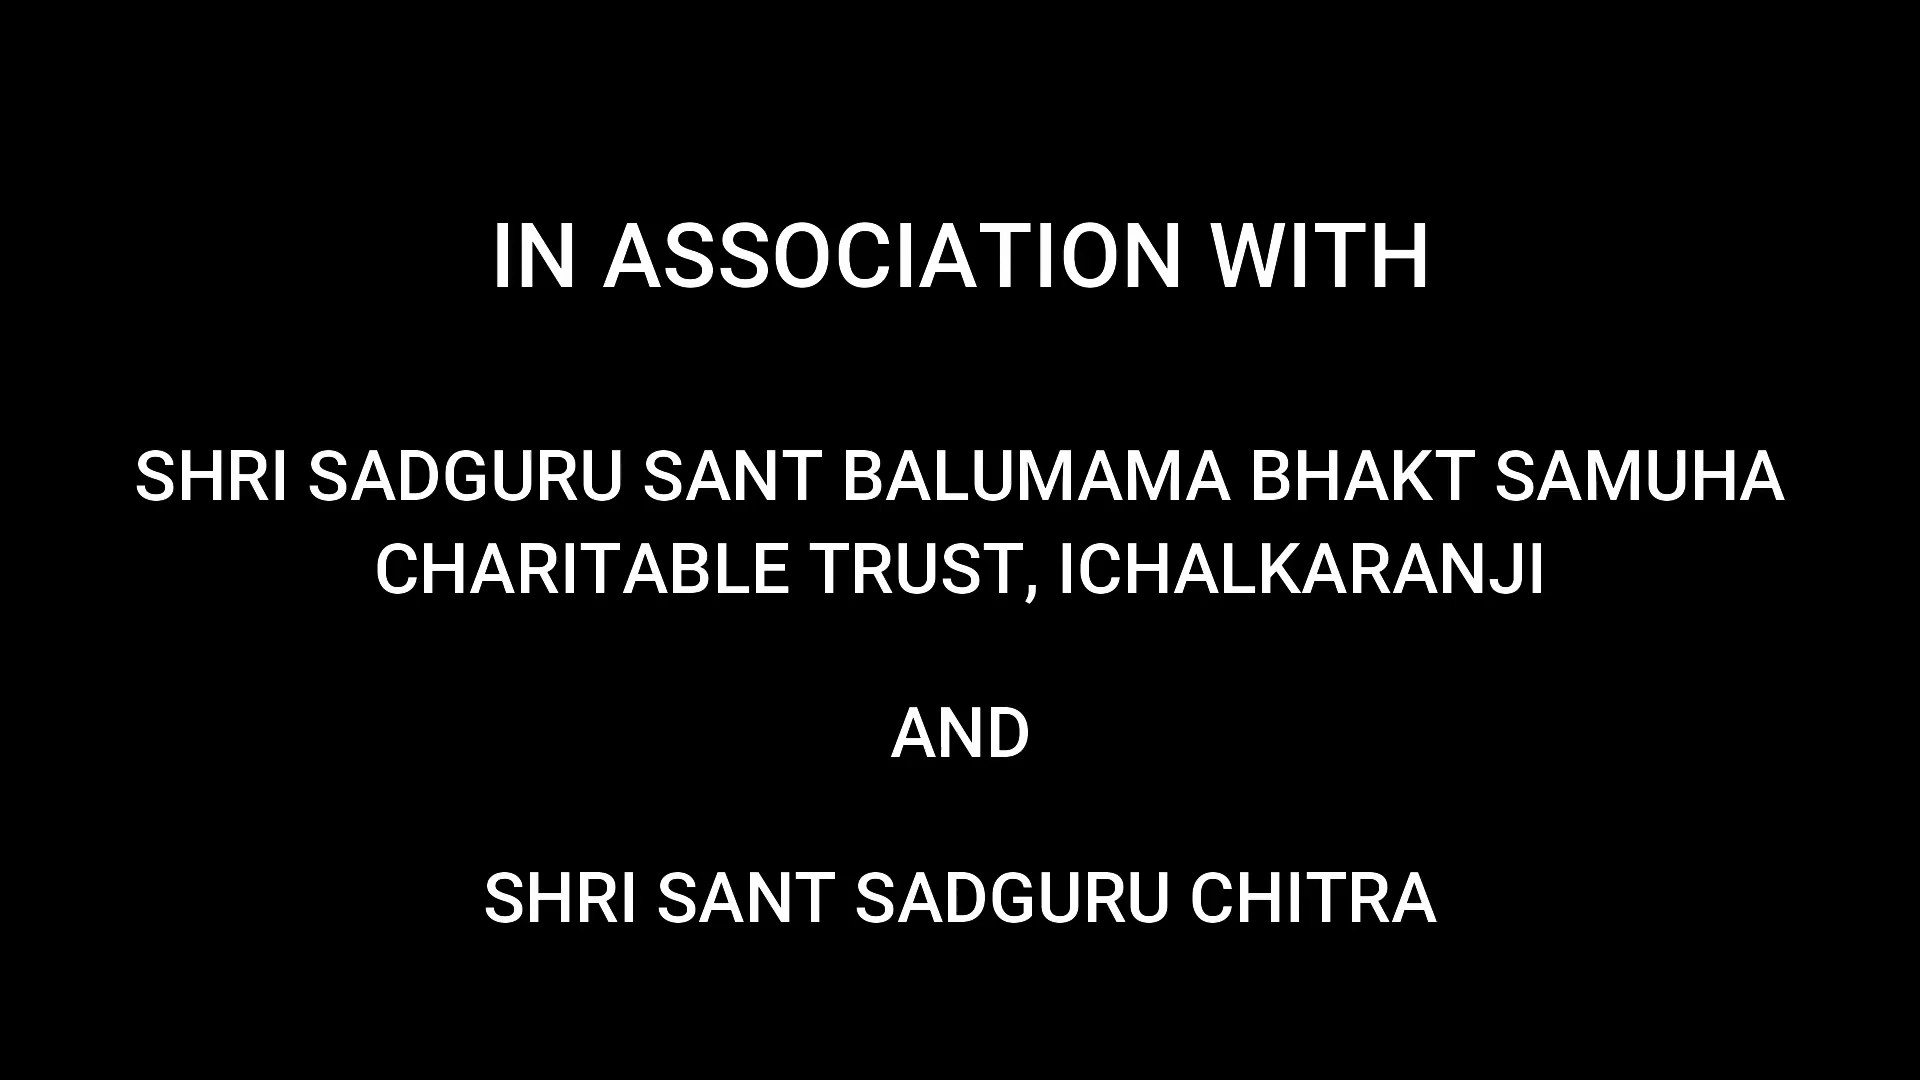 IN ASSOCIATION WITH
SHRI SADGURU SANT BALUMAMA BHAKT SAMUHA
CHARITABLE TRUST, ICHALKARANJI
AND
SHRI SANT SADGURU CHITRA